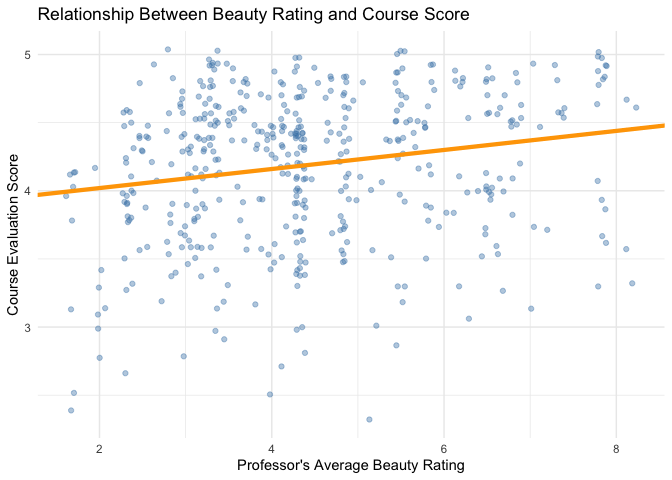 Relationship Between Beauty Rating and Course Score
Course Evaluation Score
5
4
3
2 4 6 8
Professor's Average Beauty Rating